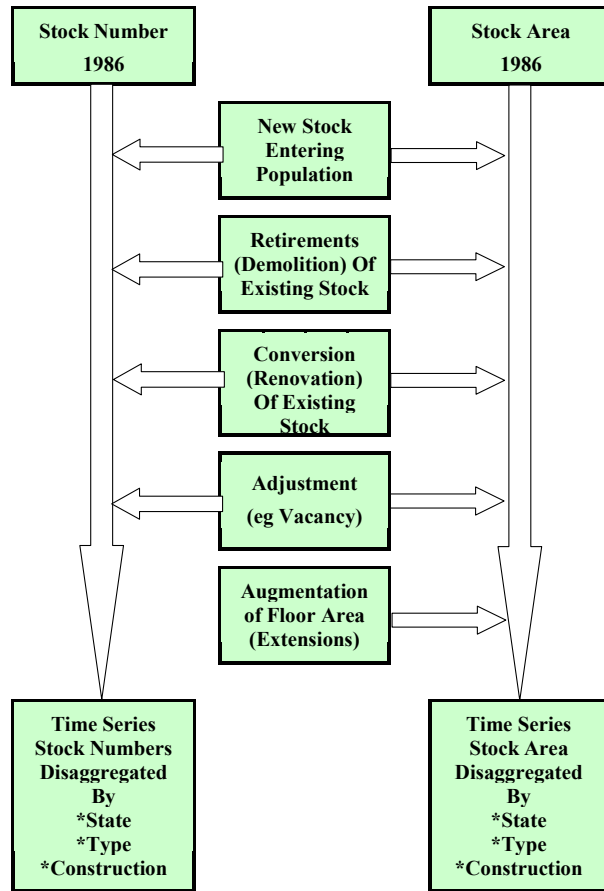 Stock Number
1986
Stock Area
1986
New Stock
Entering
Population
Retirements
(Demolition) Of
Existing Stock
Conversion
(Renovation)
Of Existing
Stock
Adjustment
(eg Vacancy)
Augmentation
of Floor Area
(Extensions)
Time Series
Stock Numbers
Disaggregated
By
*State
*Type
*Construction
Time Series
Stock Area
Disaggregated
By
*State
*Type
*Construction